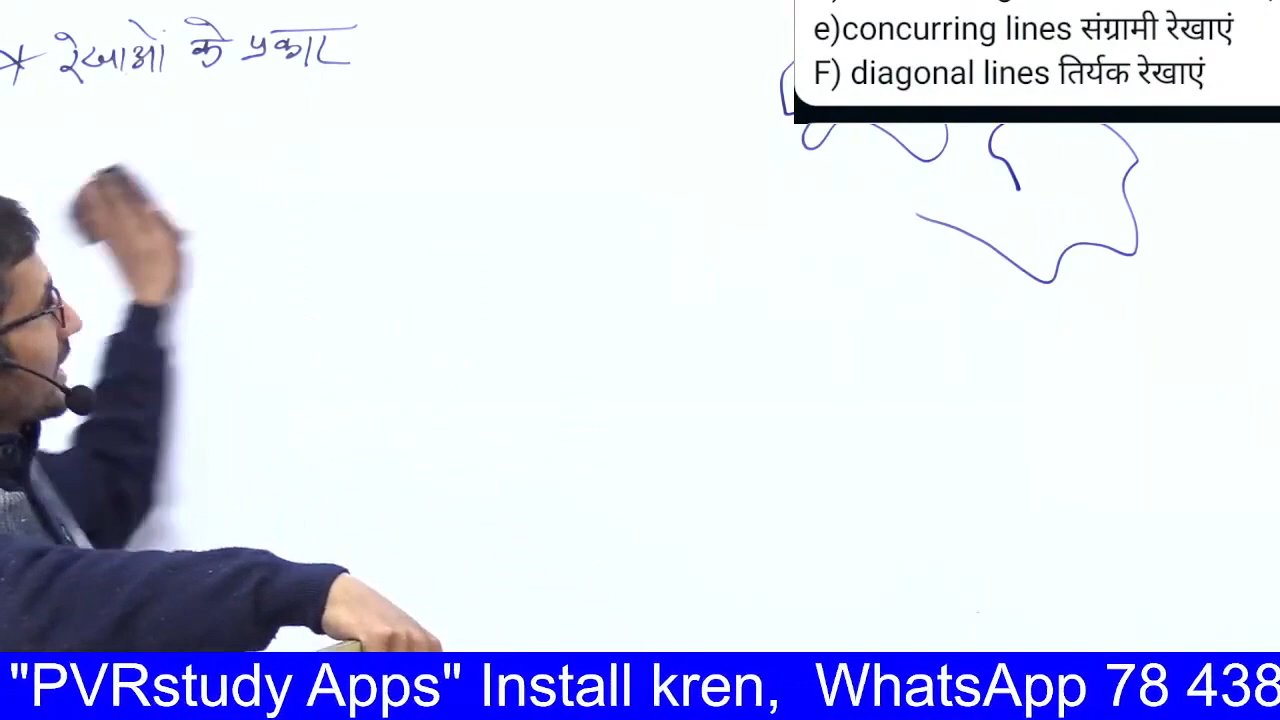 * रेखाओं के प्रकार
e)concurring lines संग्रामी रेखाएं
F) diagonal lines तिर्यक रेखाएं
"PVRstudy Apps" Install kren, WhatsApp 78 438